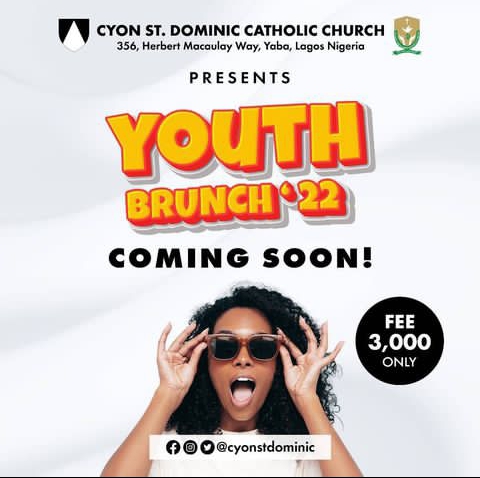 CYON ST. DOMINIC CATHOLIC CHURCH
356, Herbert Macaulay Way, Yaba, Lagos Nigeria
PRESENTS
YOUTH
BRUNCH '22
COMING SOON!
FEE
3,000
ONLY
@cyonstdominic